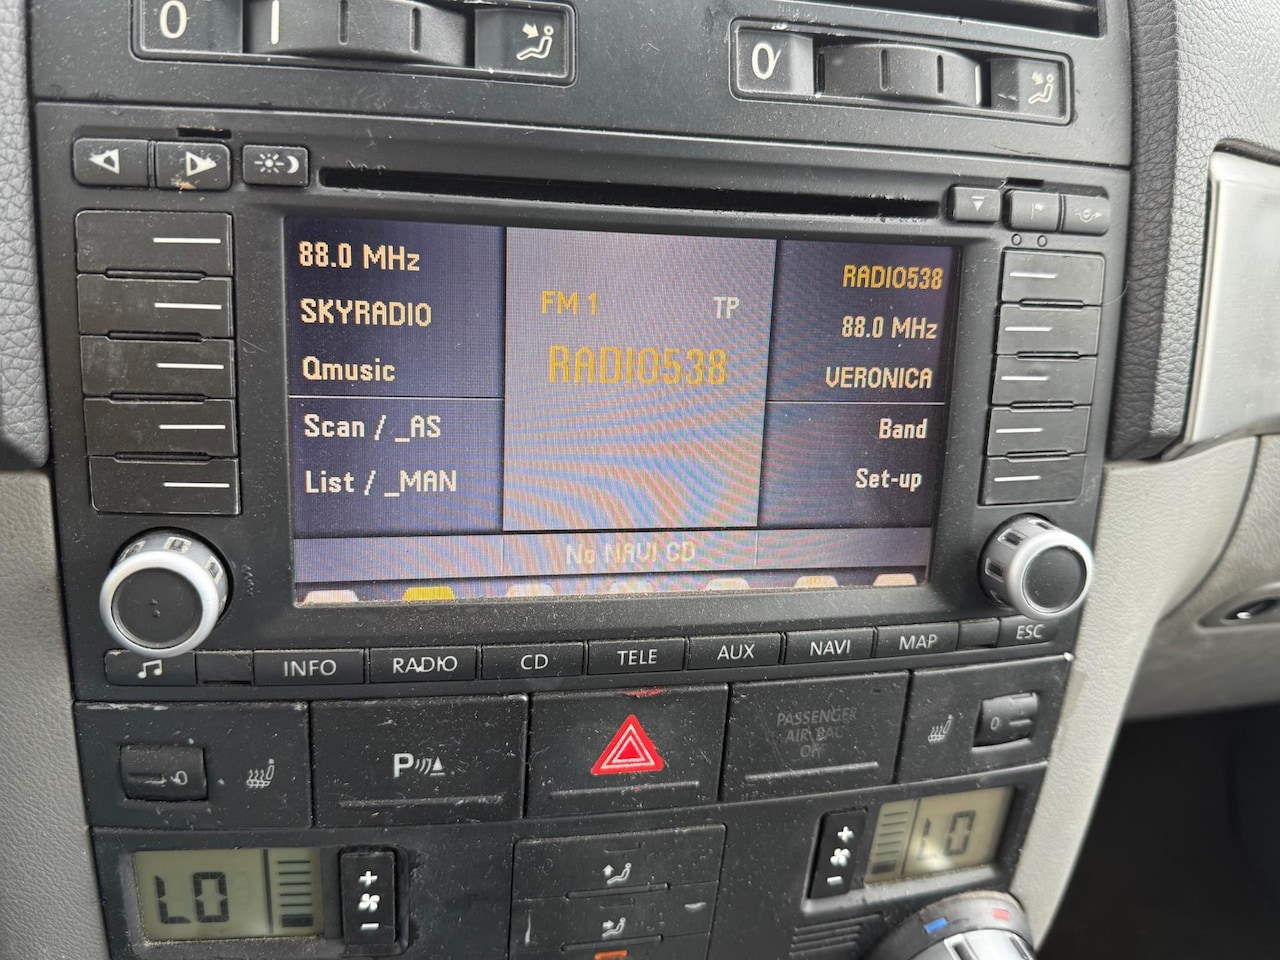 0
0
88.0 MHz
SKYRADIO
Qmusic
Scan / _AS
List / _MAN
FM 1
TP
RADIO538
RADIO538
88.0 MHz
VERONICA
Band
Set-up
No NAVI CD
INFO
RADIO
CD
TELE
AUX
NAVI
MAP
ESC
0
P
PASSENGER
AIR BAG
OFF
0
LO
LO
+
-
+
-